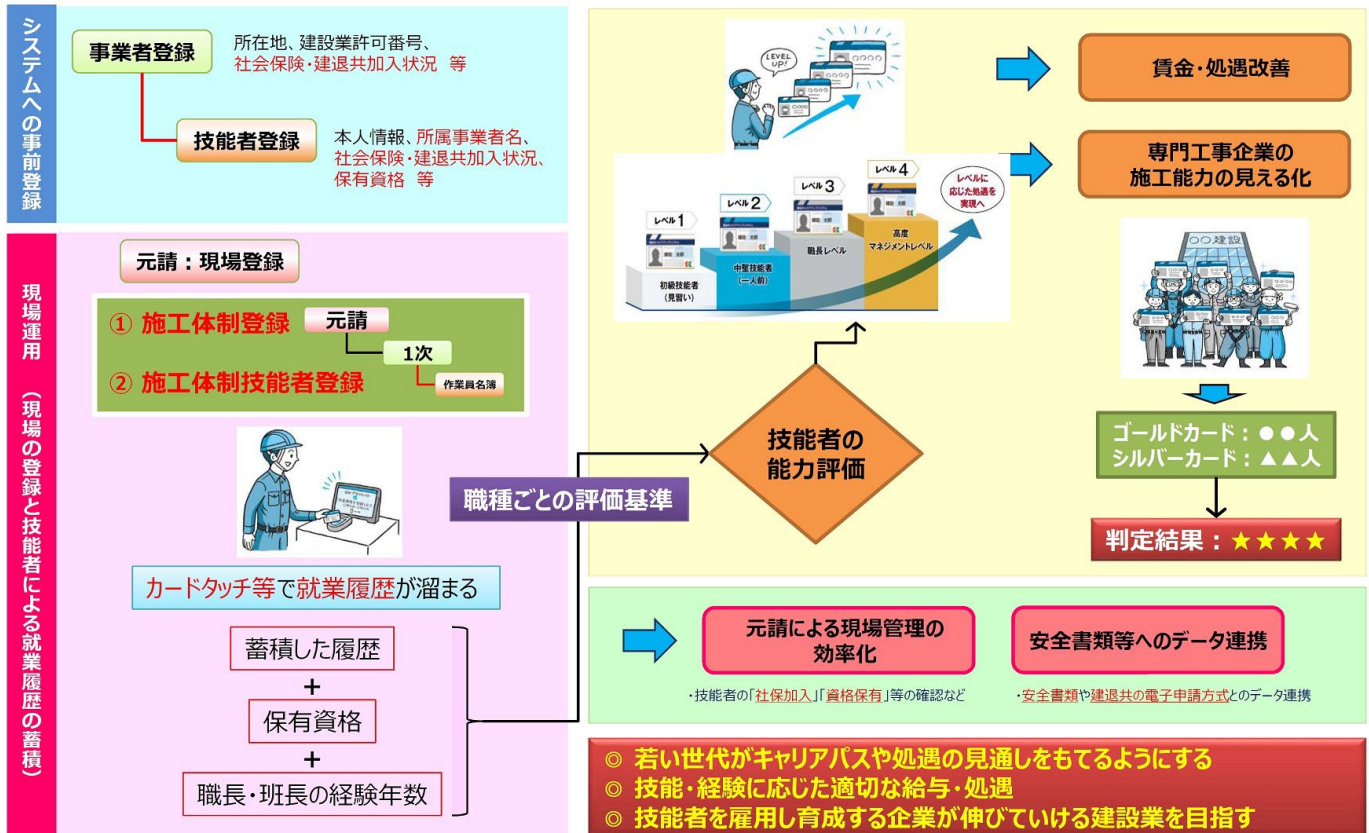 システムへの事前登録
事業者登録
所在地、建設業許可番号、
社会保険・建退共加入状況 等
技能者登録
本人情報、所属事業者名、
社会保険・建退共加入状況、
保有資格 等
現場運用 (現場の登録と技能者による就業履歴の蓄積)
元請：現場登録
① 施工体制登録
元請
1次
② 施工体制技能者登録
作業員名簿
カードタッチ等で就業履歴が溜まる
蓄積した履歴
+
保有資格
+
職長・班長の経験年数
職種ごとの評価基準
技能者の
能力評価
LEVEL
UP!
レベル 1
レベル 2
レベル 3
レベル 4
レベルに
応じた処遇を
実現へ
初級技能者
(見習い)
中堅技能者
(一人前)
職長レベル
高度
マネジメントレベル
賃金・処遇改善
専門工事企業の
施工能力の見える化
○○建設
ゴールドカード：●●人
シルバーカード：▲▲人
判定結果：★★★★
元請による現場管理の
効率化
・技能者の「社保加入」「資格保有」等の確認など
安全書類等へのデータ連携
・安全書類や建退共の電子申請方式とのデータ連携
◎ 若い世代がキャリアパスや処遇の見通しをもてるようにする
◎ 技能・経験に応じた適切な給与・処遇
◎ 技能者を雇用し育成する企業が伸びていける建設業を目指す